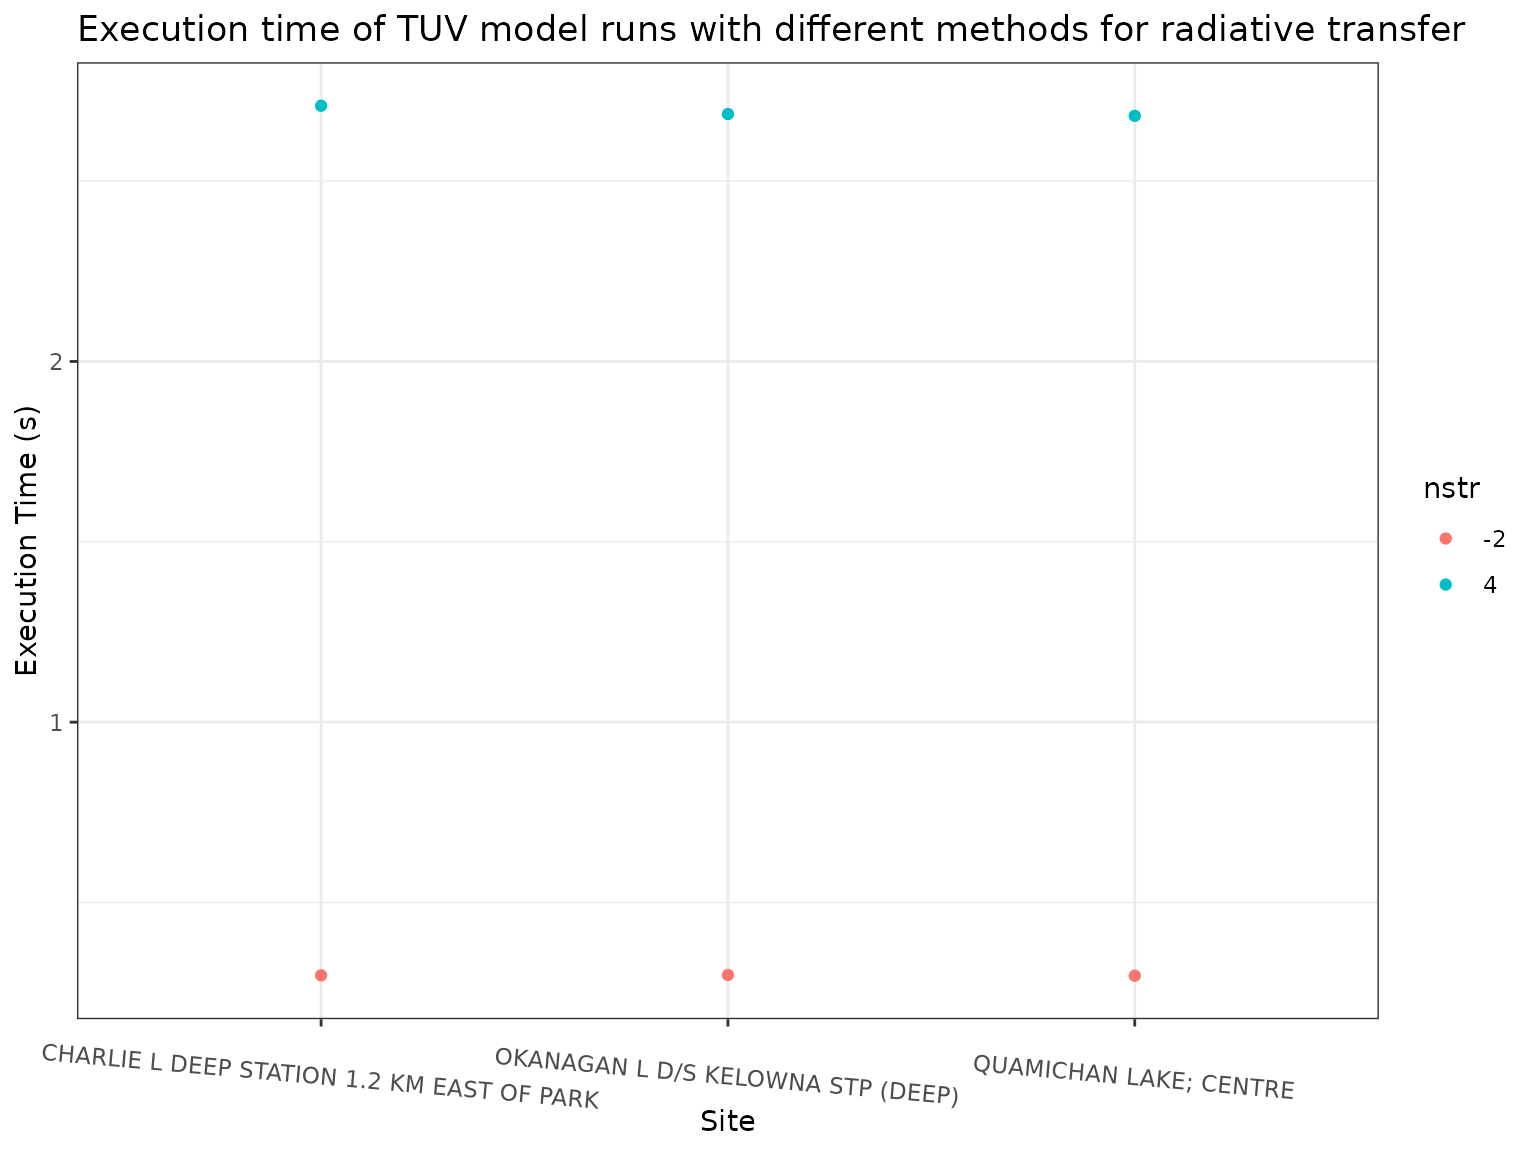 Execution time of TUV model runs with different methods for radiative transfer
Execution Time (s)
2
1
nstr
-2
4
CHARLIE L DEEP STATION 1.2 KM EAST OF PARK
OKANAGAN L D/S KELOWNA STP (DEEP)
QUAMICHAN LAKE; CENTRE
Site